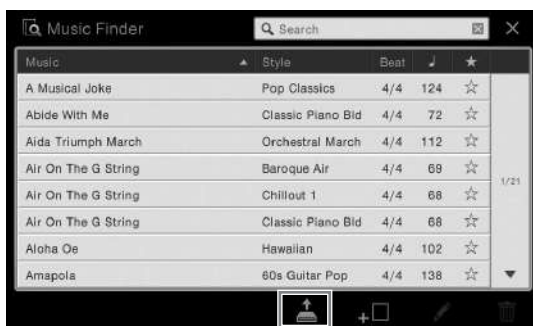 Music Finder Search
Music Style Beat ♩ ★
A Musical Joke Pop Classics 4/4 124 ☆
Abide With Me Classic Piano Bld 4/4 72 ☆
Aida Triumph March Orchestral March 4/4 112 ☆
Air On The G String Baroque Air 4/4 69 ☆
Air On The G String Chillout 1 4/4 68 ☆
Air On The G String Classic Piano Bld 4/4 68 ☆
Aloha Oe Hawaiian 4/4 102 ☆
Amapola 60s Guitar Pop 4/4 138 ☆
1/21